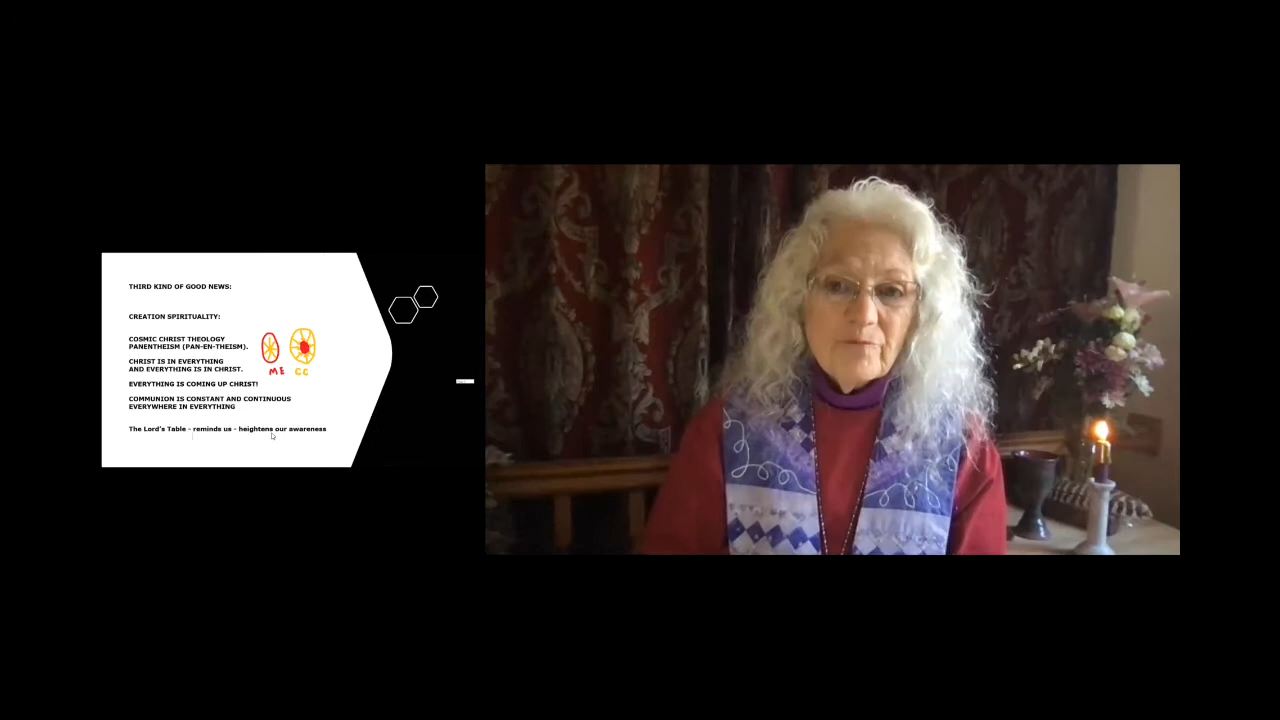 THIRD KIND OF GOOD NEWS:
CREATION SPIRITUALITY:
COSMIC CHRIST THEOLOGY
PANENTHEISM (PAN-EN-THEISM).
CHRIST IS IN EVERYTHING
AND EVERYTHING IS IN CHRIST.
ME CC
EVERYTHING IS COMING UP CHRIST!
COMMUNION IS CONSTANT AND CONTINUOUS
EVERYWHERE IN EVERYTHING
The Lord's Table - reminds us - heightens our awareness